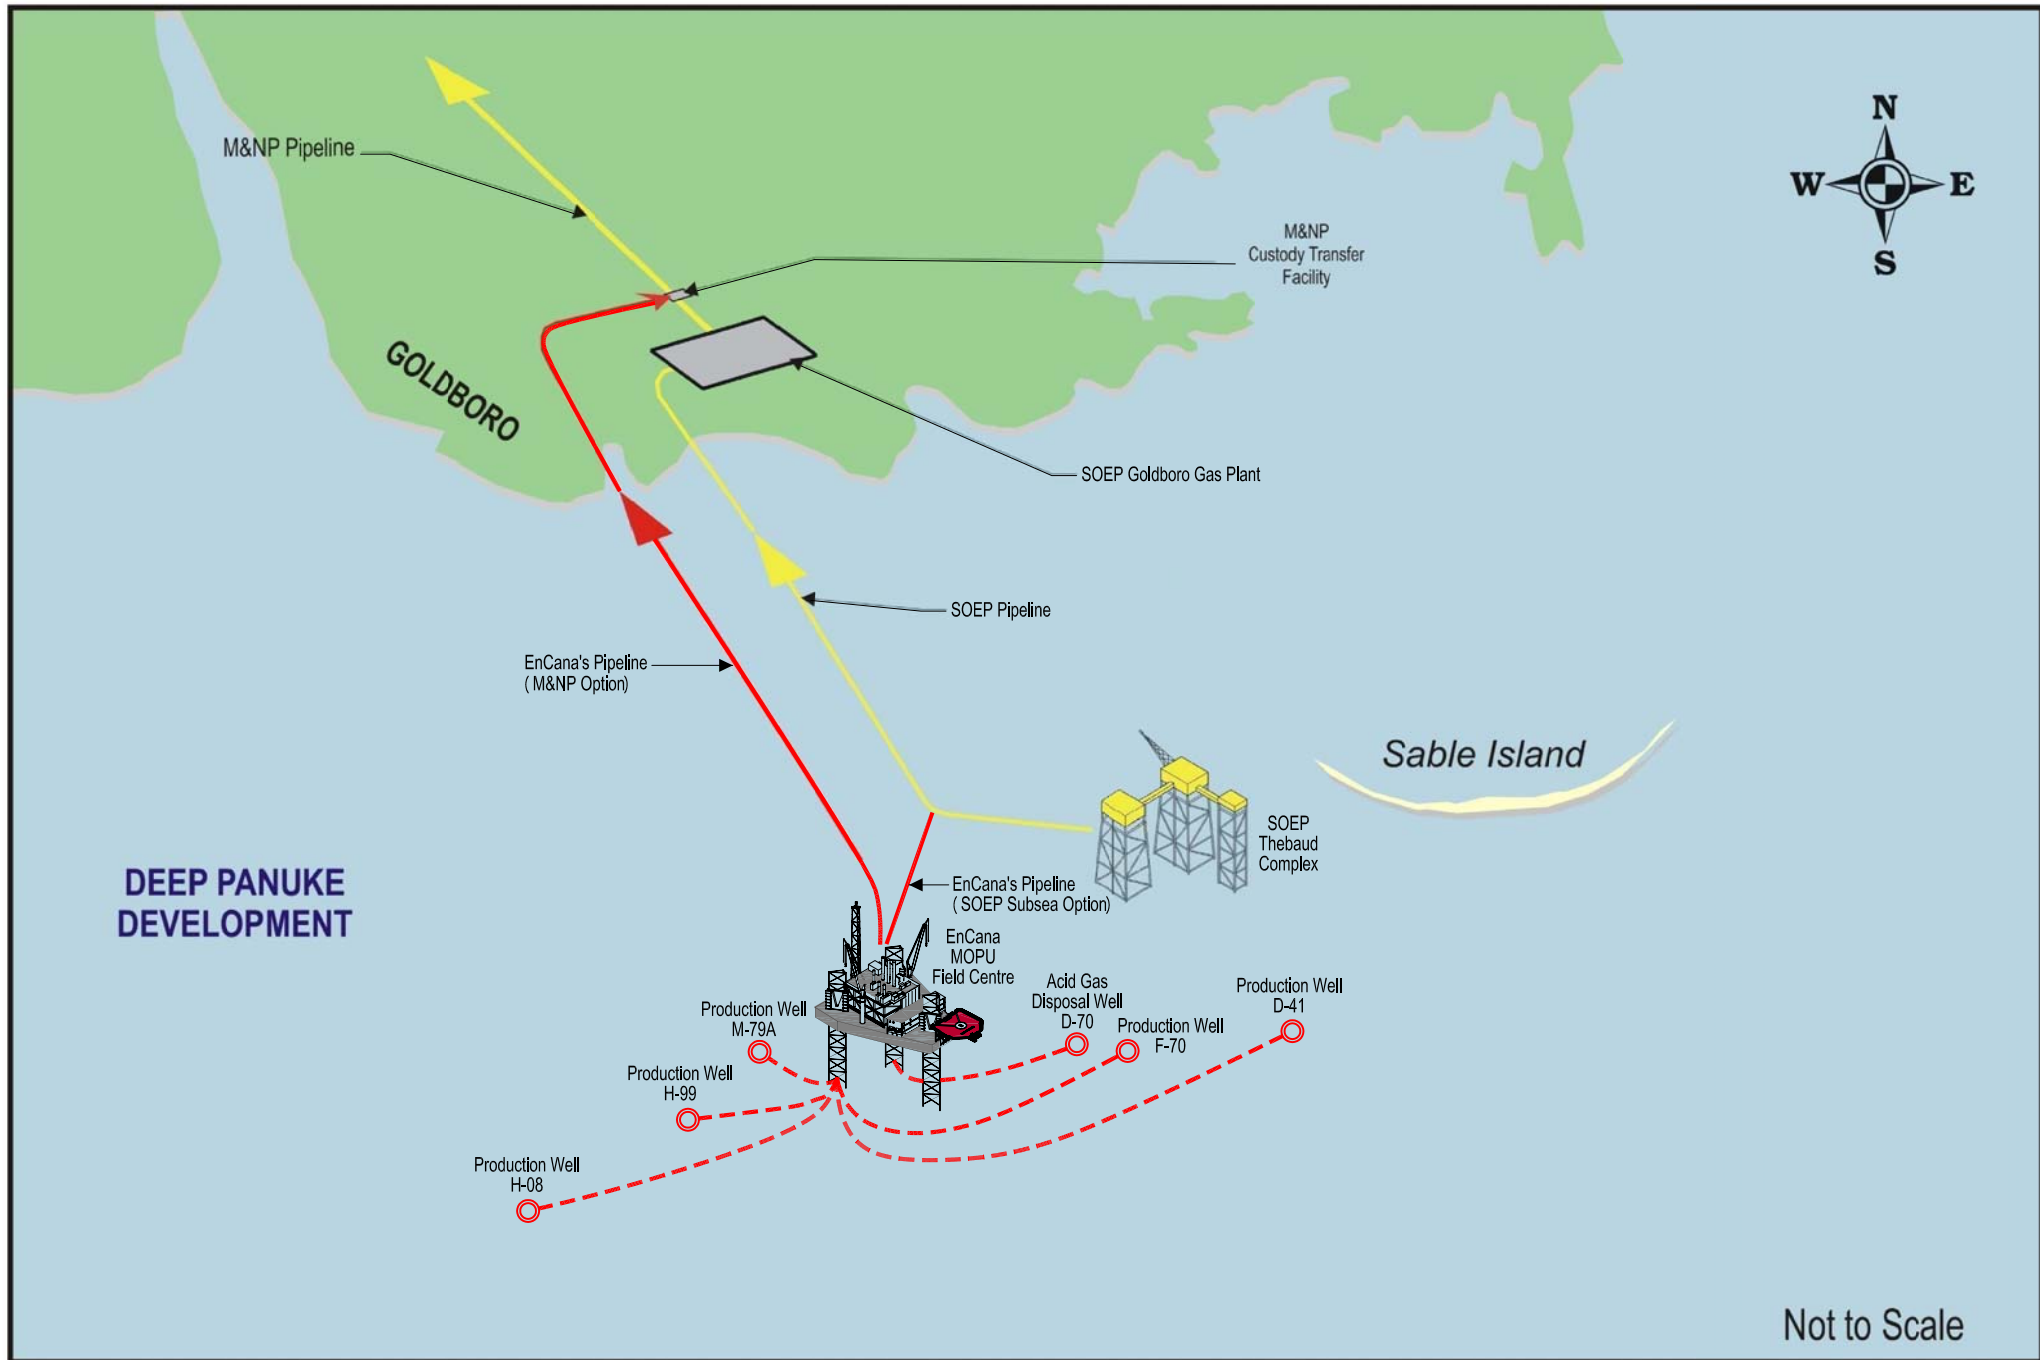 N
W
E
S
M&NP Pipeline
M&NP
Custody Transfer
Facility
GOLDBORO
SOEP Goldboro Gas Plant
SOEP Pipeline
EnCana's Pipeline
( M&NP Option)
Sable Island
SOEP
Thebaud
Complex
DEEP PANUKE
DEVELOPMENT
EnCana's Pipeline
( SOEP Subsea Option)
EnCana
MOPU
Field Centre
Acid Gas
Disposal Well
D-70
Production Well
D-41
Production Well
M-79A
Production Well
F-70
Production Well
H-99
Production Well
H-08
Not to Scale